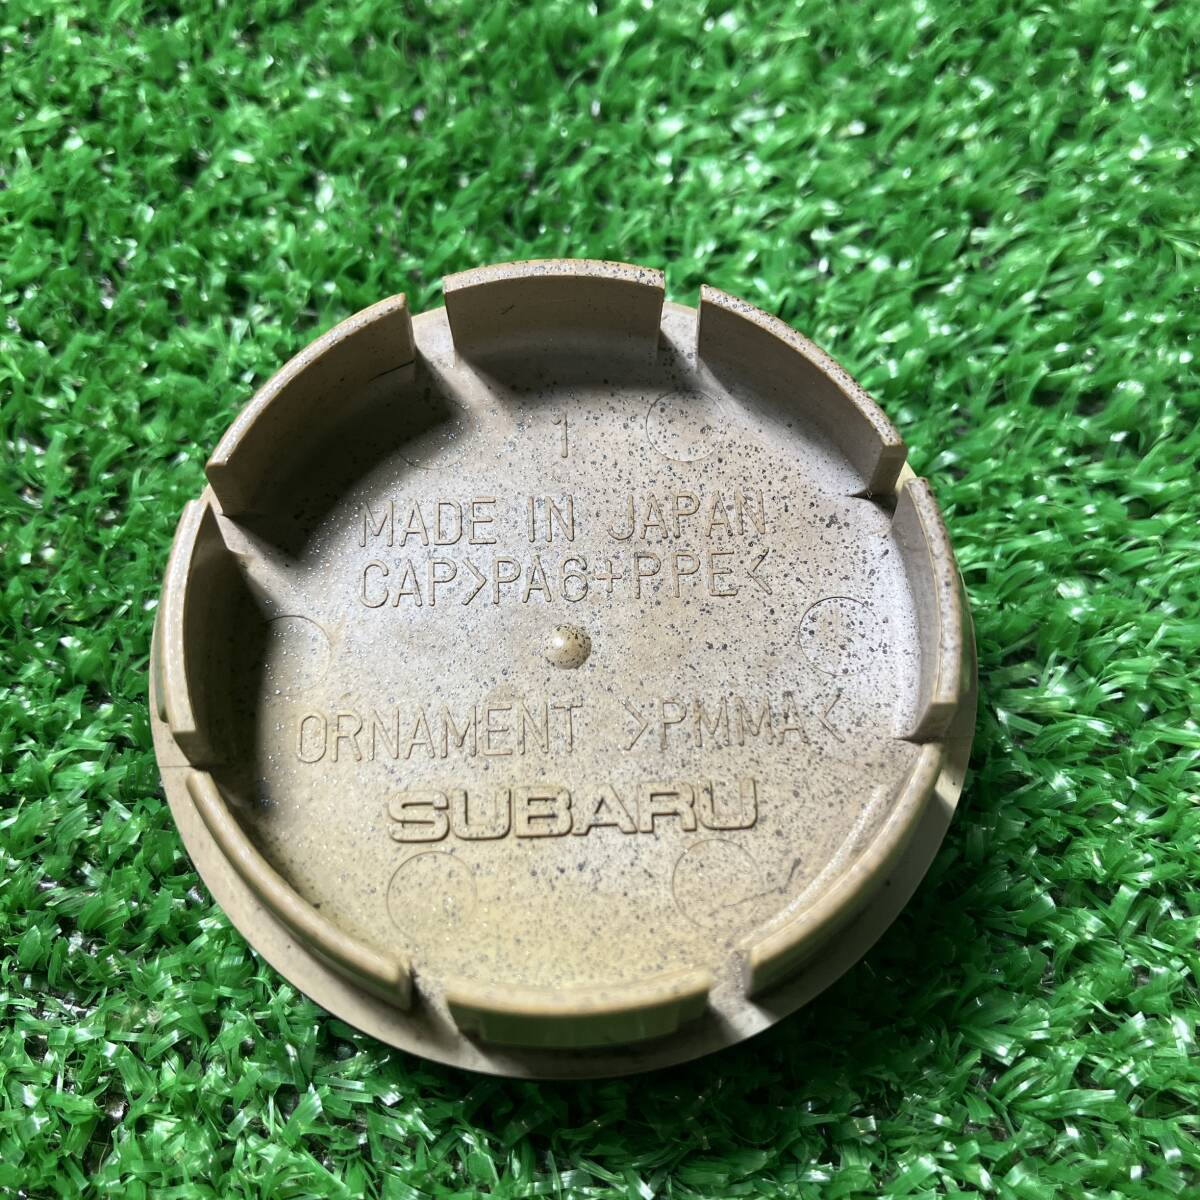 1
MADE IN JAPAN
CAP>PA6+PPE<
ORNAMENT >PMMA<
SUBARU